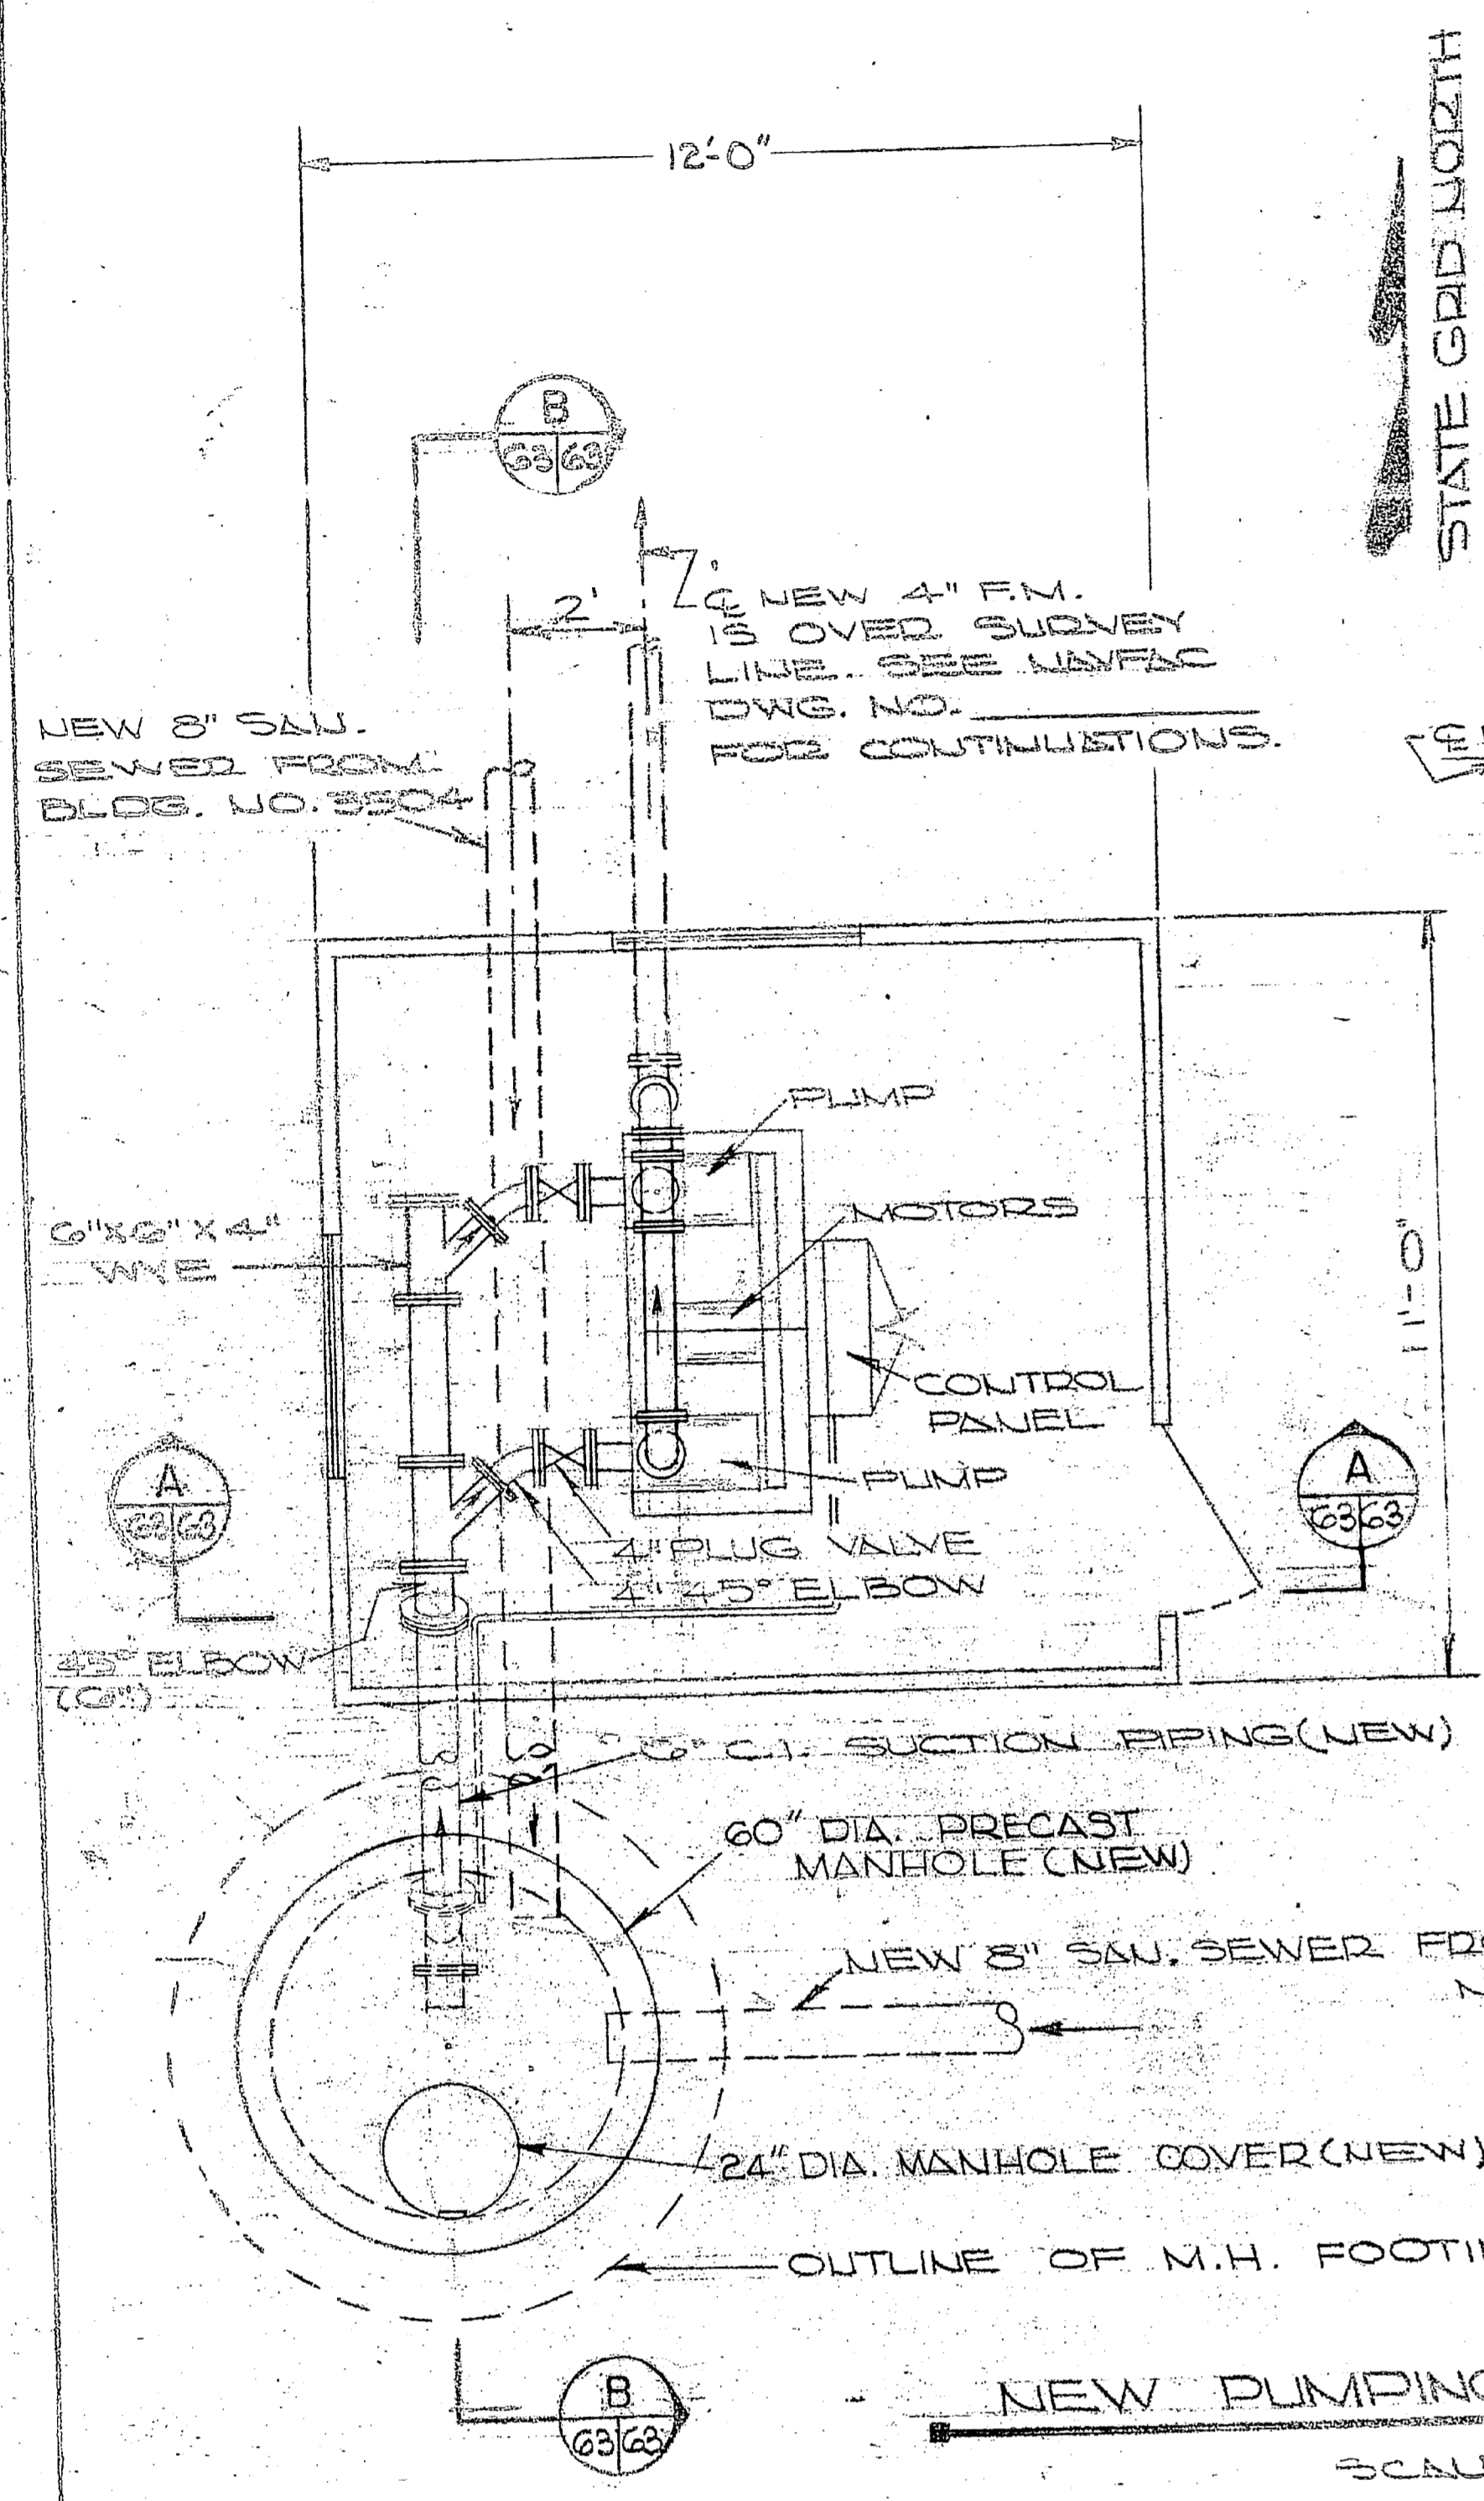 STATE GRID NORTH
12'-0"
B
63 63
2'
℄ NEW 4" F.M.
IS OVER SURVEY
LINE. SEE NAVFAC
DWG. NO.
FOR CONTINUATIONS.
NEW 8" SAN.
SEWER FROM
BLDG. NO. 3504
℄
PUMP
6"X6"X4"
WYE
MOTORS
11'-0"
CONTROL
PANEL
A
63 63
PUMP
A
63 63
4" PLUG VALVE
4" 45° ELBOW
45° ELBOW
(6")
6" C.I. SUCTION PIPING (NEW)
60" DIA. PRECAST
MANHOLE (NEW)
NEW 8" SAN. SEWER
24" DIA. MANHOLE COVER (NEW)
OUTLINE OF M.H.
B
63 63
NEW